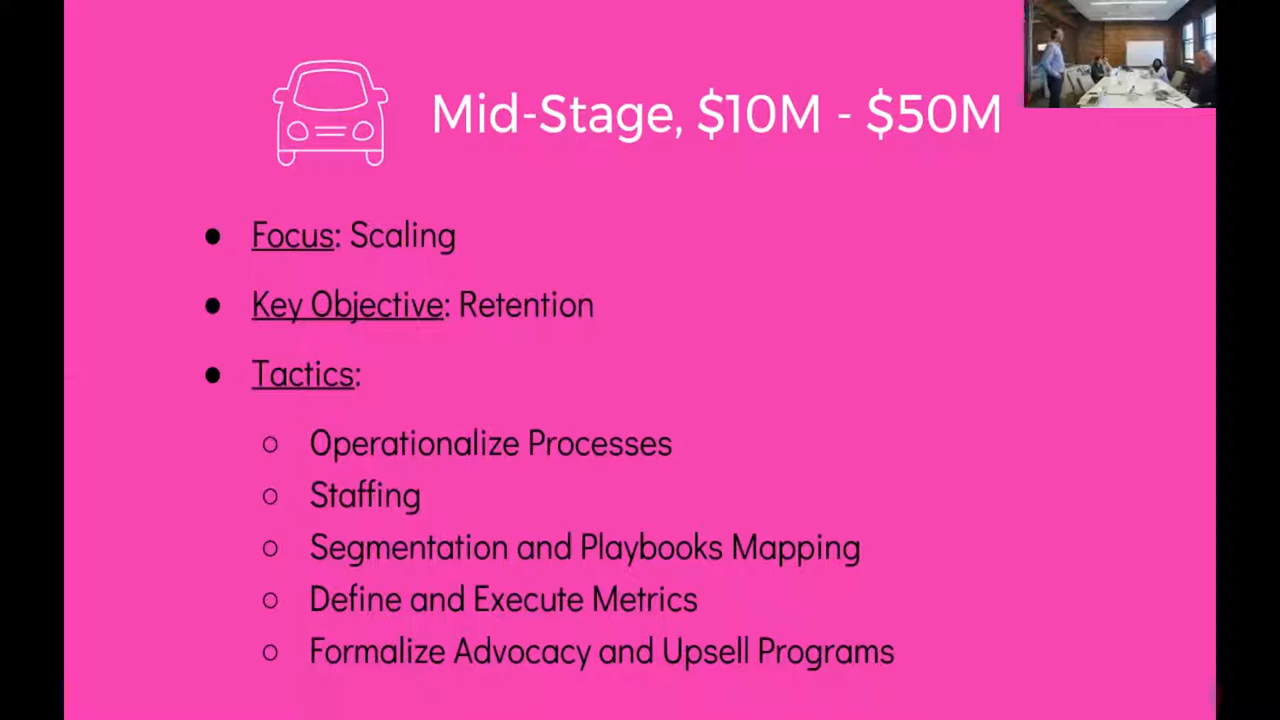 Mid-Stage, $10M - $50M
● Focus: Scaling
● Key Objective: Retention
● Tactics:
○ Operationalize Processes
○ Staffing
○ Segmentation and Playbooks Mapping
○ Define and Execute Metrics
○ Formalize Advocacy and Upsell Programs